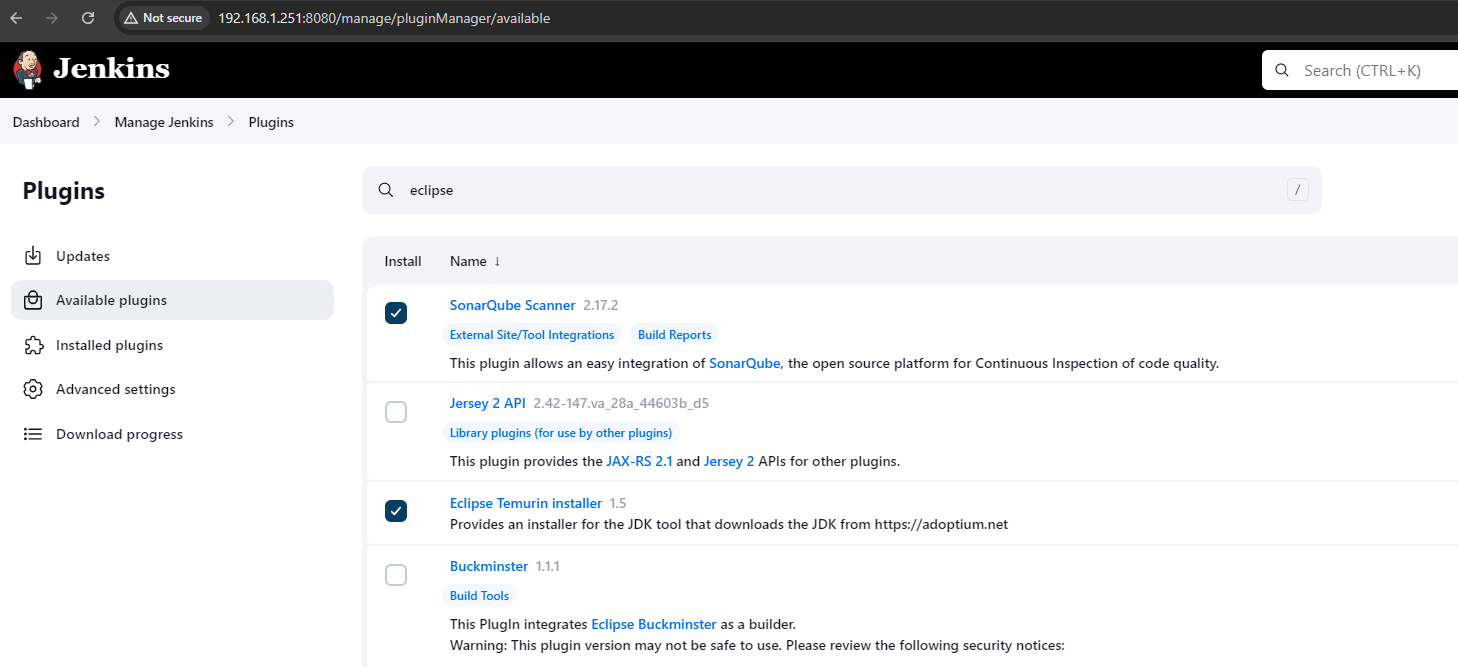 Not secure 192.168.1.251:8080/manage/pluginManager/available
Jenkins
Search (CTRL+K)
Dashboard > Manage Jenkins > Plugins
Plugins
eclipse /
Updates
Available plugins
Installed plugins
Advanced settings
Download progress
Install Name ↓
SonarQube Scanner 2.17.2
External Site/Tool Integrations Build Reports
This plugin allows an easy integration of SonarQube, the open source platform for Continuous Inspection of code quality.
Jersey 2 API 2.42-147.va_28a_44603b_d5
Library plugins (for use by other plugins)
This plugin provides the JAX-RS 2.1 and Jersey 2 APIs for other plugins.
Eclipse Temurin installer 1.5
Provides an installer for the JDK tool that downloads the JDK from https://adoptium.net
Buckminster 1.1.1
Build Tools
This PlugIn integrates Eclipse Buckminster as a builder.
Warning: This plugin version may not be safe to use. Please review the following security notices: